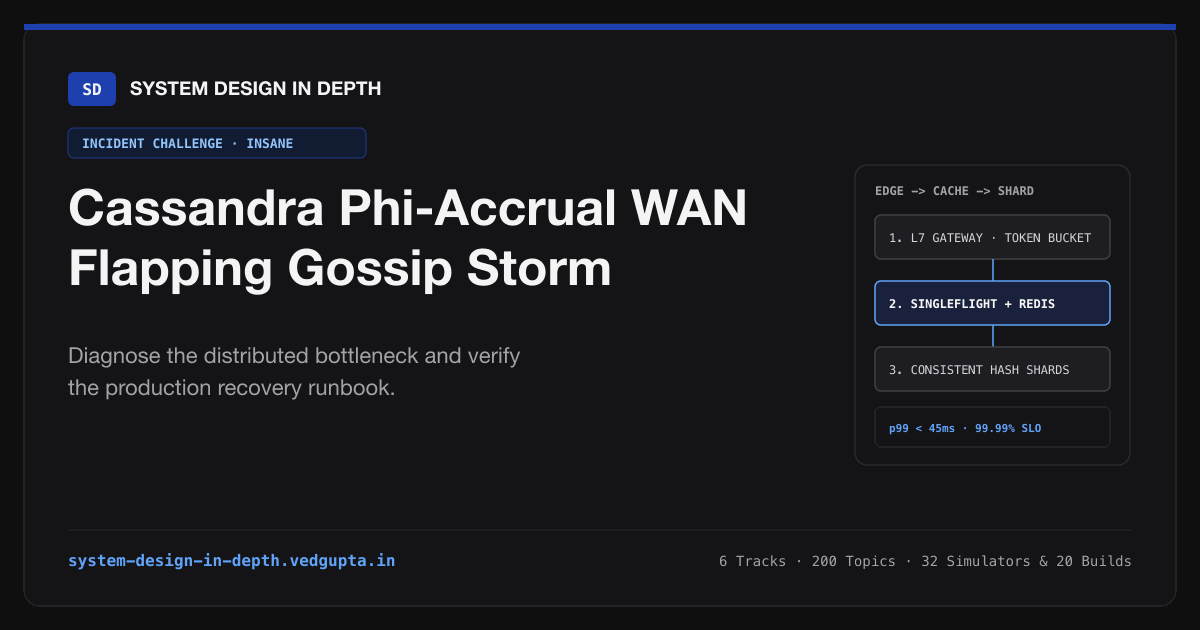 SD
SYSTEM DESIGN IN DEPTH
INCIDENT CHALLENGE · INSANE
Cassandra Phi-Accrual WAN
Flapping Gossip Storm
Diagnose the distributed bottleneck and verify
the production recovery runbook.
EDGE —> CACHE —> SHARD
1. L7 GATEWAY · TOKEN BUCKET
2. SINGLEFLIGHT + REDIS
3. CONSISTENT HASH SHARDS
p99 < 45ms · 99.99% SLO
system-design-in-depth.vedgupta.in
6 Tracks · 200 Topics · 32 Simulators & 20 Builds